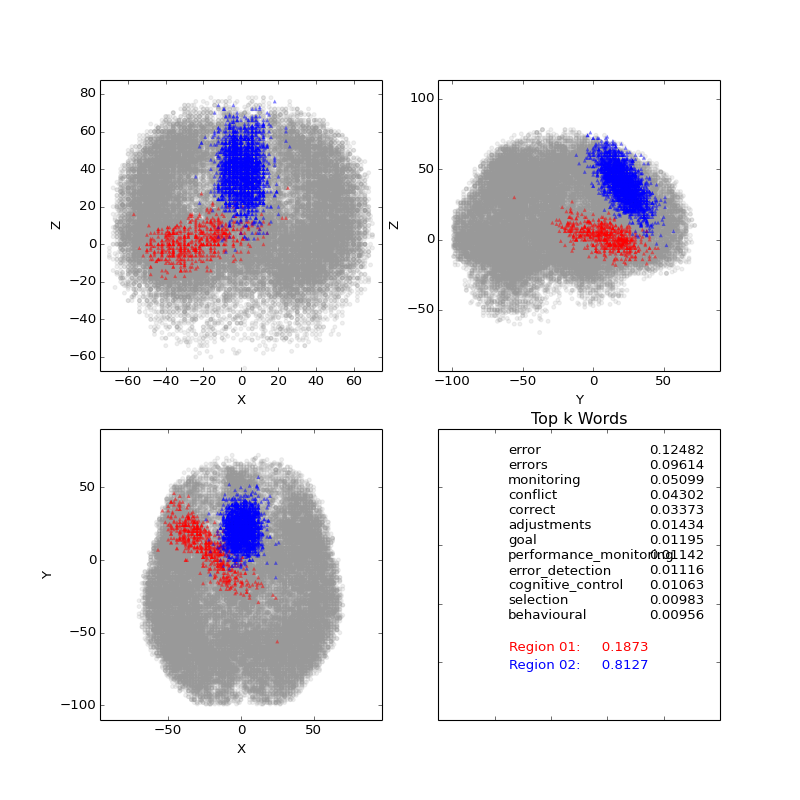 80
60
40
20
0
−20
−40
−60
Z
−60 −40 −20 0 20 40 60
X
100
50
0
−50
Z
−100 −50 0 50
Y
50
0
−50
−100
Y
−50 0 50
X
Top k Words
error 0.12482
errors 0.09614
monitoring 0.05099
conflict 0.04302
correct 0.03373
adjustments 0.01434
goal 0.01195
performance_monitoring 0.01142
error_detection 0.01116
cognitive_control 0.01063
selection 0.00983
behavioural 0.00956
Region 01: 0.1873
Region 02: 0.8127